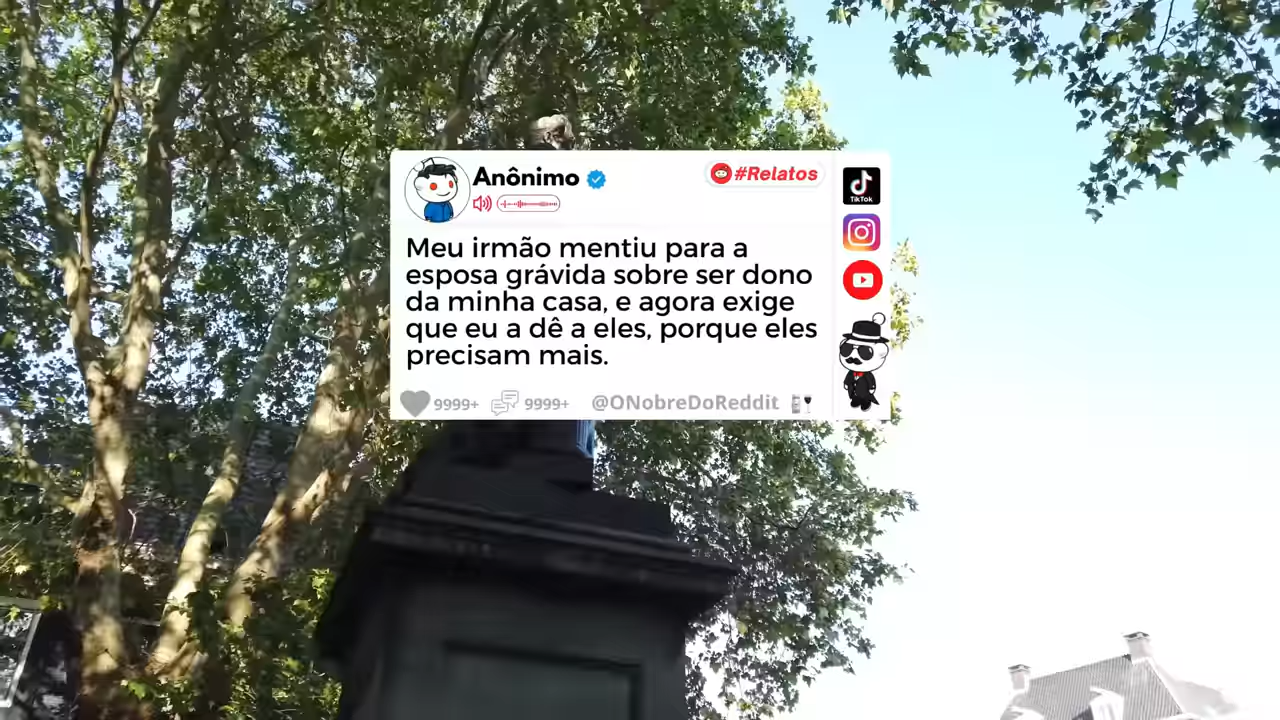 Anônimo
#Relatos
TikTok
Meu irmão mentiu para a
esposa grávida sobre ser dono
da minha casa, e agora exige
que eu a dê a eles, porque eles
precisam mais.
9999+ 9999+ @ONobreDoReddit